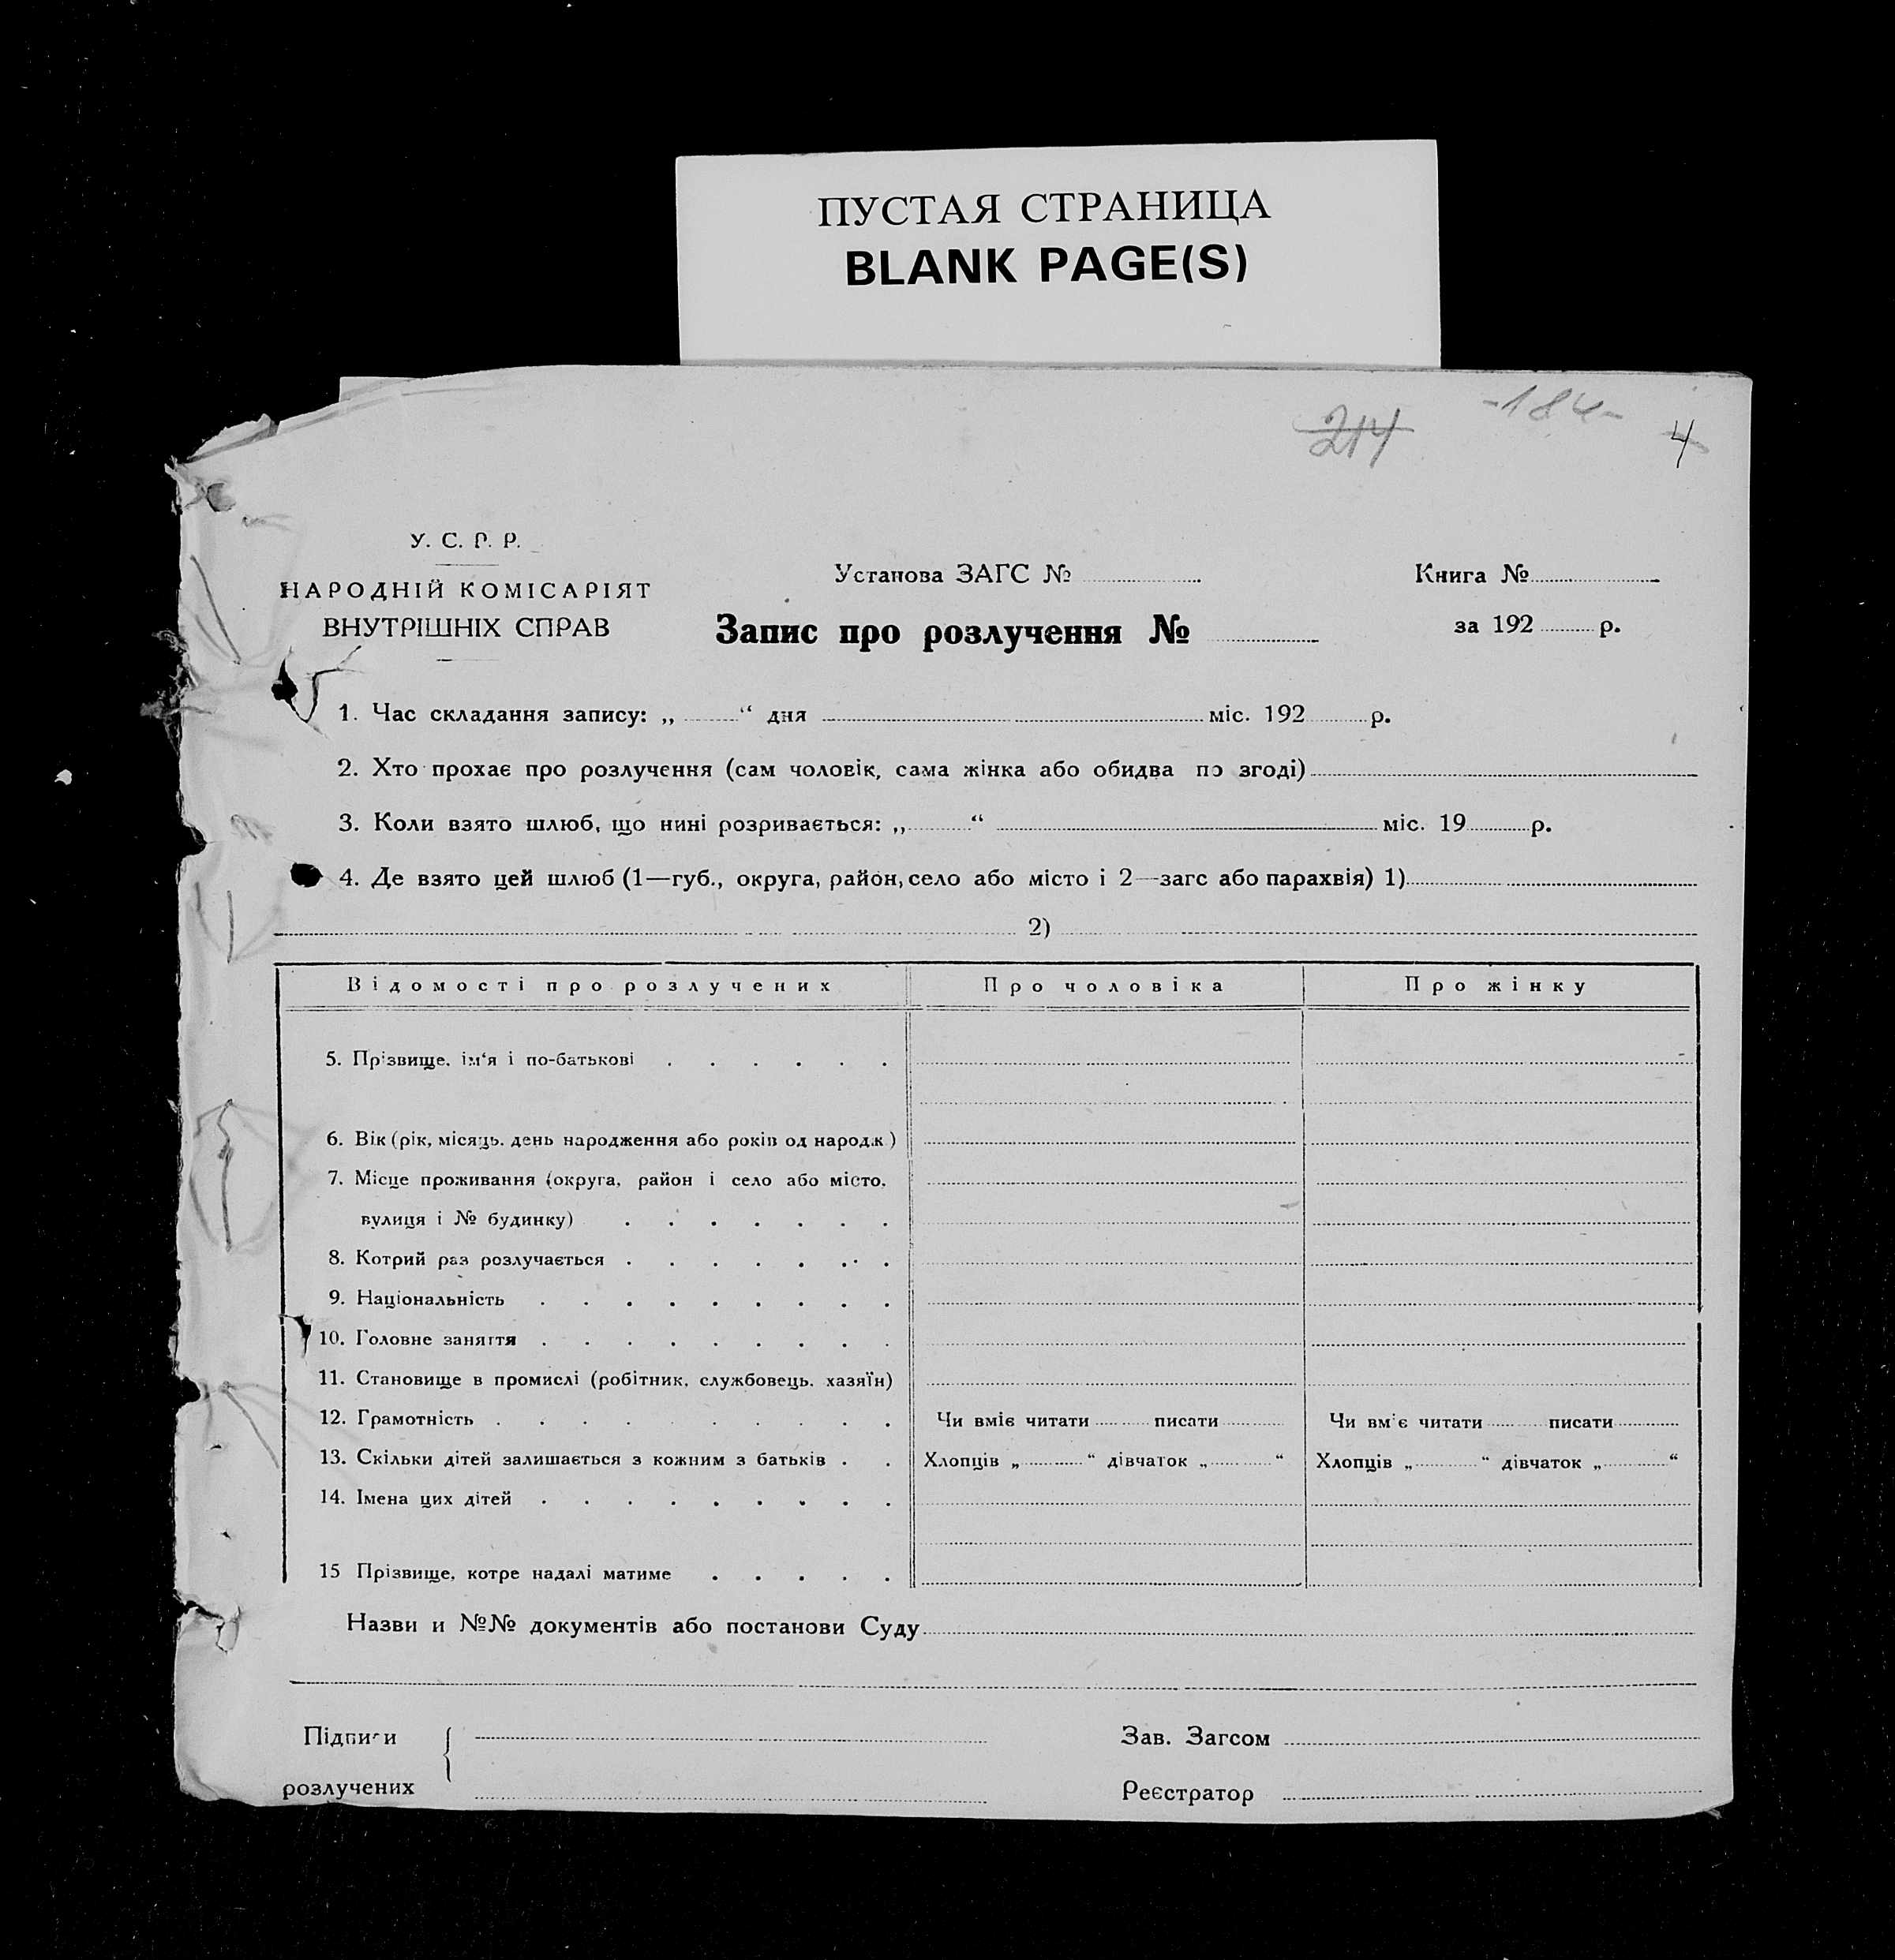 ПУСТАЯ СТРАНИЦА
BLANK PAGE(S)
-184-
214
4
У. С. Р. Р.
НАРОДНІЙ КОМІСАРІЯТ
ВНУТРІШНІХ СПРАВ
Установа ЗАГС №
Запис про розлучення №
Книга №
за 192 р.
1. Час складання запису: „ “ дня міс. 192 р.
2. Хто прохає про розлучення (сам чоловік, сама жінка або обидва по згоді)
3. Коли взято шлюб, що нині розривається: „ “ міс. 19 р.
4. Де взято цей шлюб (1—губ., округа, район, село або місто і 2—загс або парахвія) 1)
2)
Відомості про розлучених Про чоловіка Про жінку
5. Прізвище, ім‘я і по-батькові
6. Вік (рік, місяць. день народження або років од народж )
7. Місце проживання (округа, район і село або місто,
вулиця і № будинку)
8. Котрий раз розлучається
9. Національність
10. Головне заняття
11. Становище в промислі (робітник, службовець. хазяїн)
12. Грамотність Чи вміє читати писати Чи вміє читати писати
13. Скільки дітей залишається з кожним з батьків Хлопців „ “ дівчаток „ “ Хлопців „ “ дівчаток „ “
14. Імена цих дітей
15 Прізвище, котре надалі матиме
Назви и №№ документів або постанови Суду
Підписи
розлучених
Зав. Загсом
Реєстратор